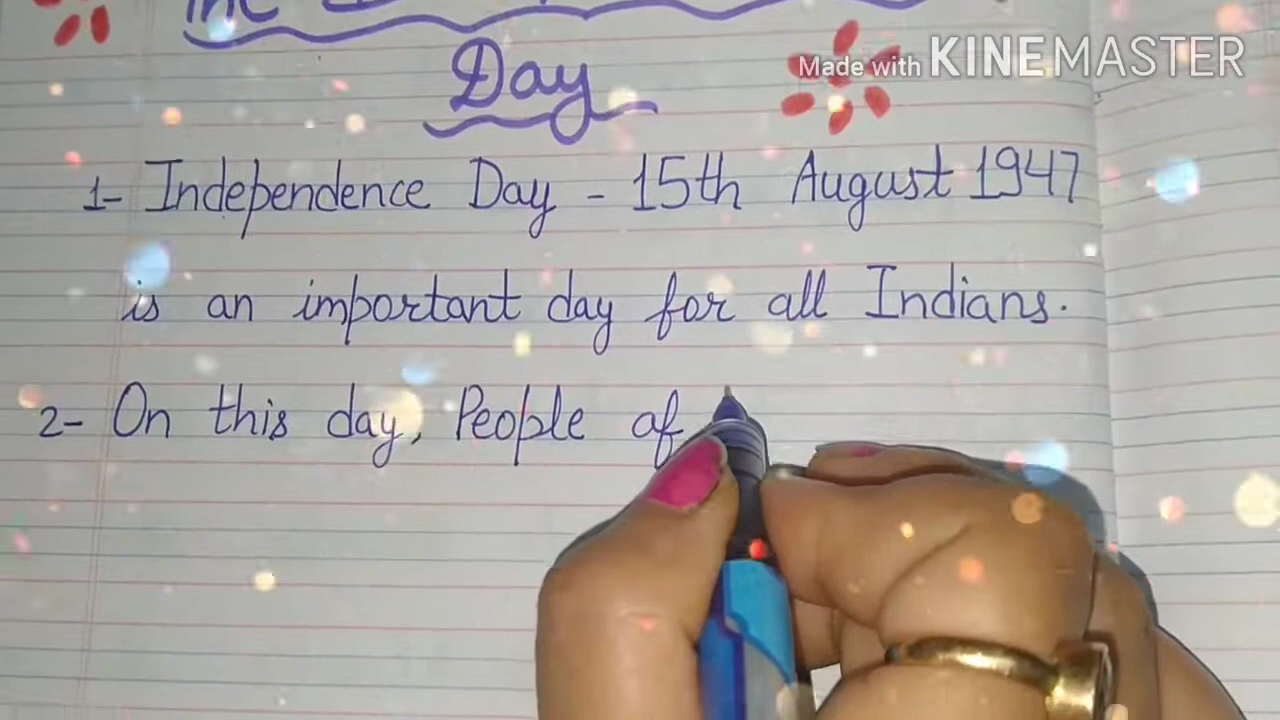 Day
Made with KINEMASTER
1- Independence Day - 15th August 1947
is an important day for all Indians.
2- On this day, People of